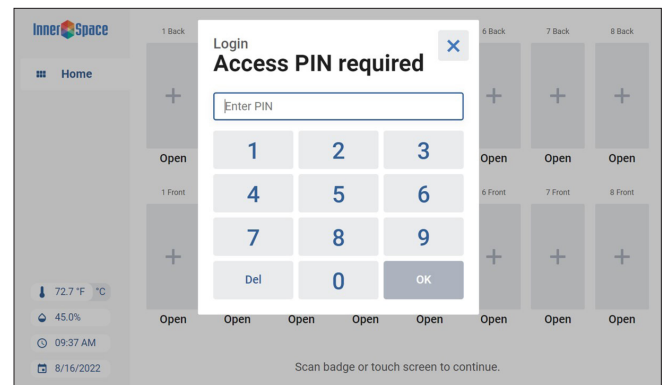 InnerSpace
Home
72.7 °F °C
45.0%
09:37 AM
8/16/2022
1 Back
6 Back
7 Back
8 Back
Open
Open
Open
Open
1 Front
6 Front
7 Front
8 Front
Open
Open
Open
Open
Open
Open
Open
Open
Login
Access PIN required
Enter PIN
1 2 3
4 5 6
7 8 9
Del 0 OK
Scan badge or touch screen to continue.